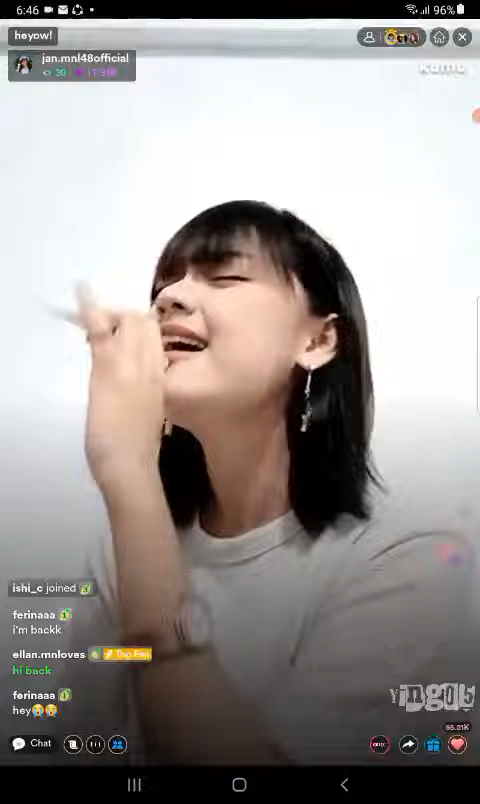 6:46
96%
heyow!
jan.mnl48official
30
kumu
ishi_c joined
ferinaaa
i'm backk
ellan.mnloves Top Fan
hi back
ferinaaa
hey😭😭
Chat